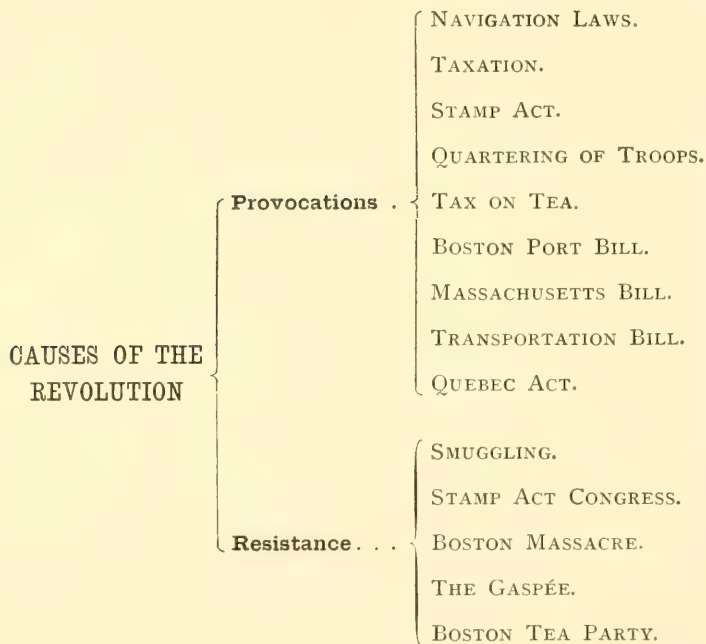 CAUSES OF THE
REVOLUTION
Provocations .
NAVIGATION LAWS.
TAXATION.
STAMP ACT.
QUARTERING OF TROOPS.
TAX ON TEA.
BOSTON PORT BILL.
MASSACHUSETTS BILL.
TRANSPORTATION BILL.
QUEBEC ACT.
Resistance . . .
SMUGGLING.
STAMP ACT CONGRESS.
BOSTON MASSACRE.
THE GASPÉE.
BOSTON TEA PARTY.